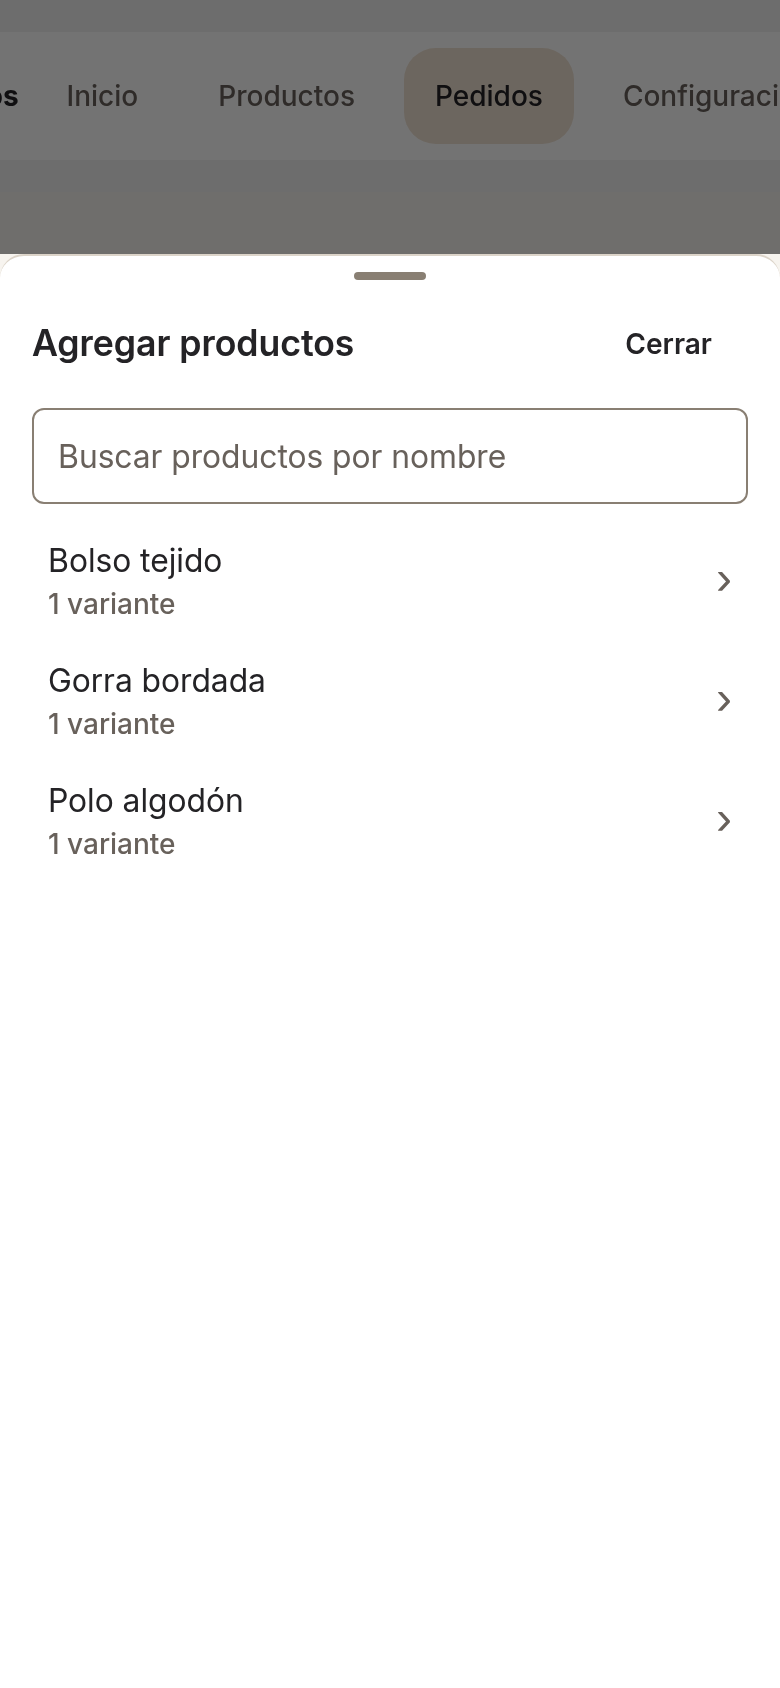 Inicio Productos Pedidos
Agregar productos Cerrar
Buscar productos por nombre
Bolso tejido
1 variante
Gorra bordada
1 variante
Polo algodón
1 variante